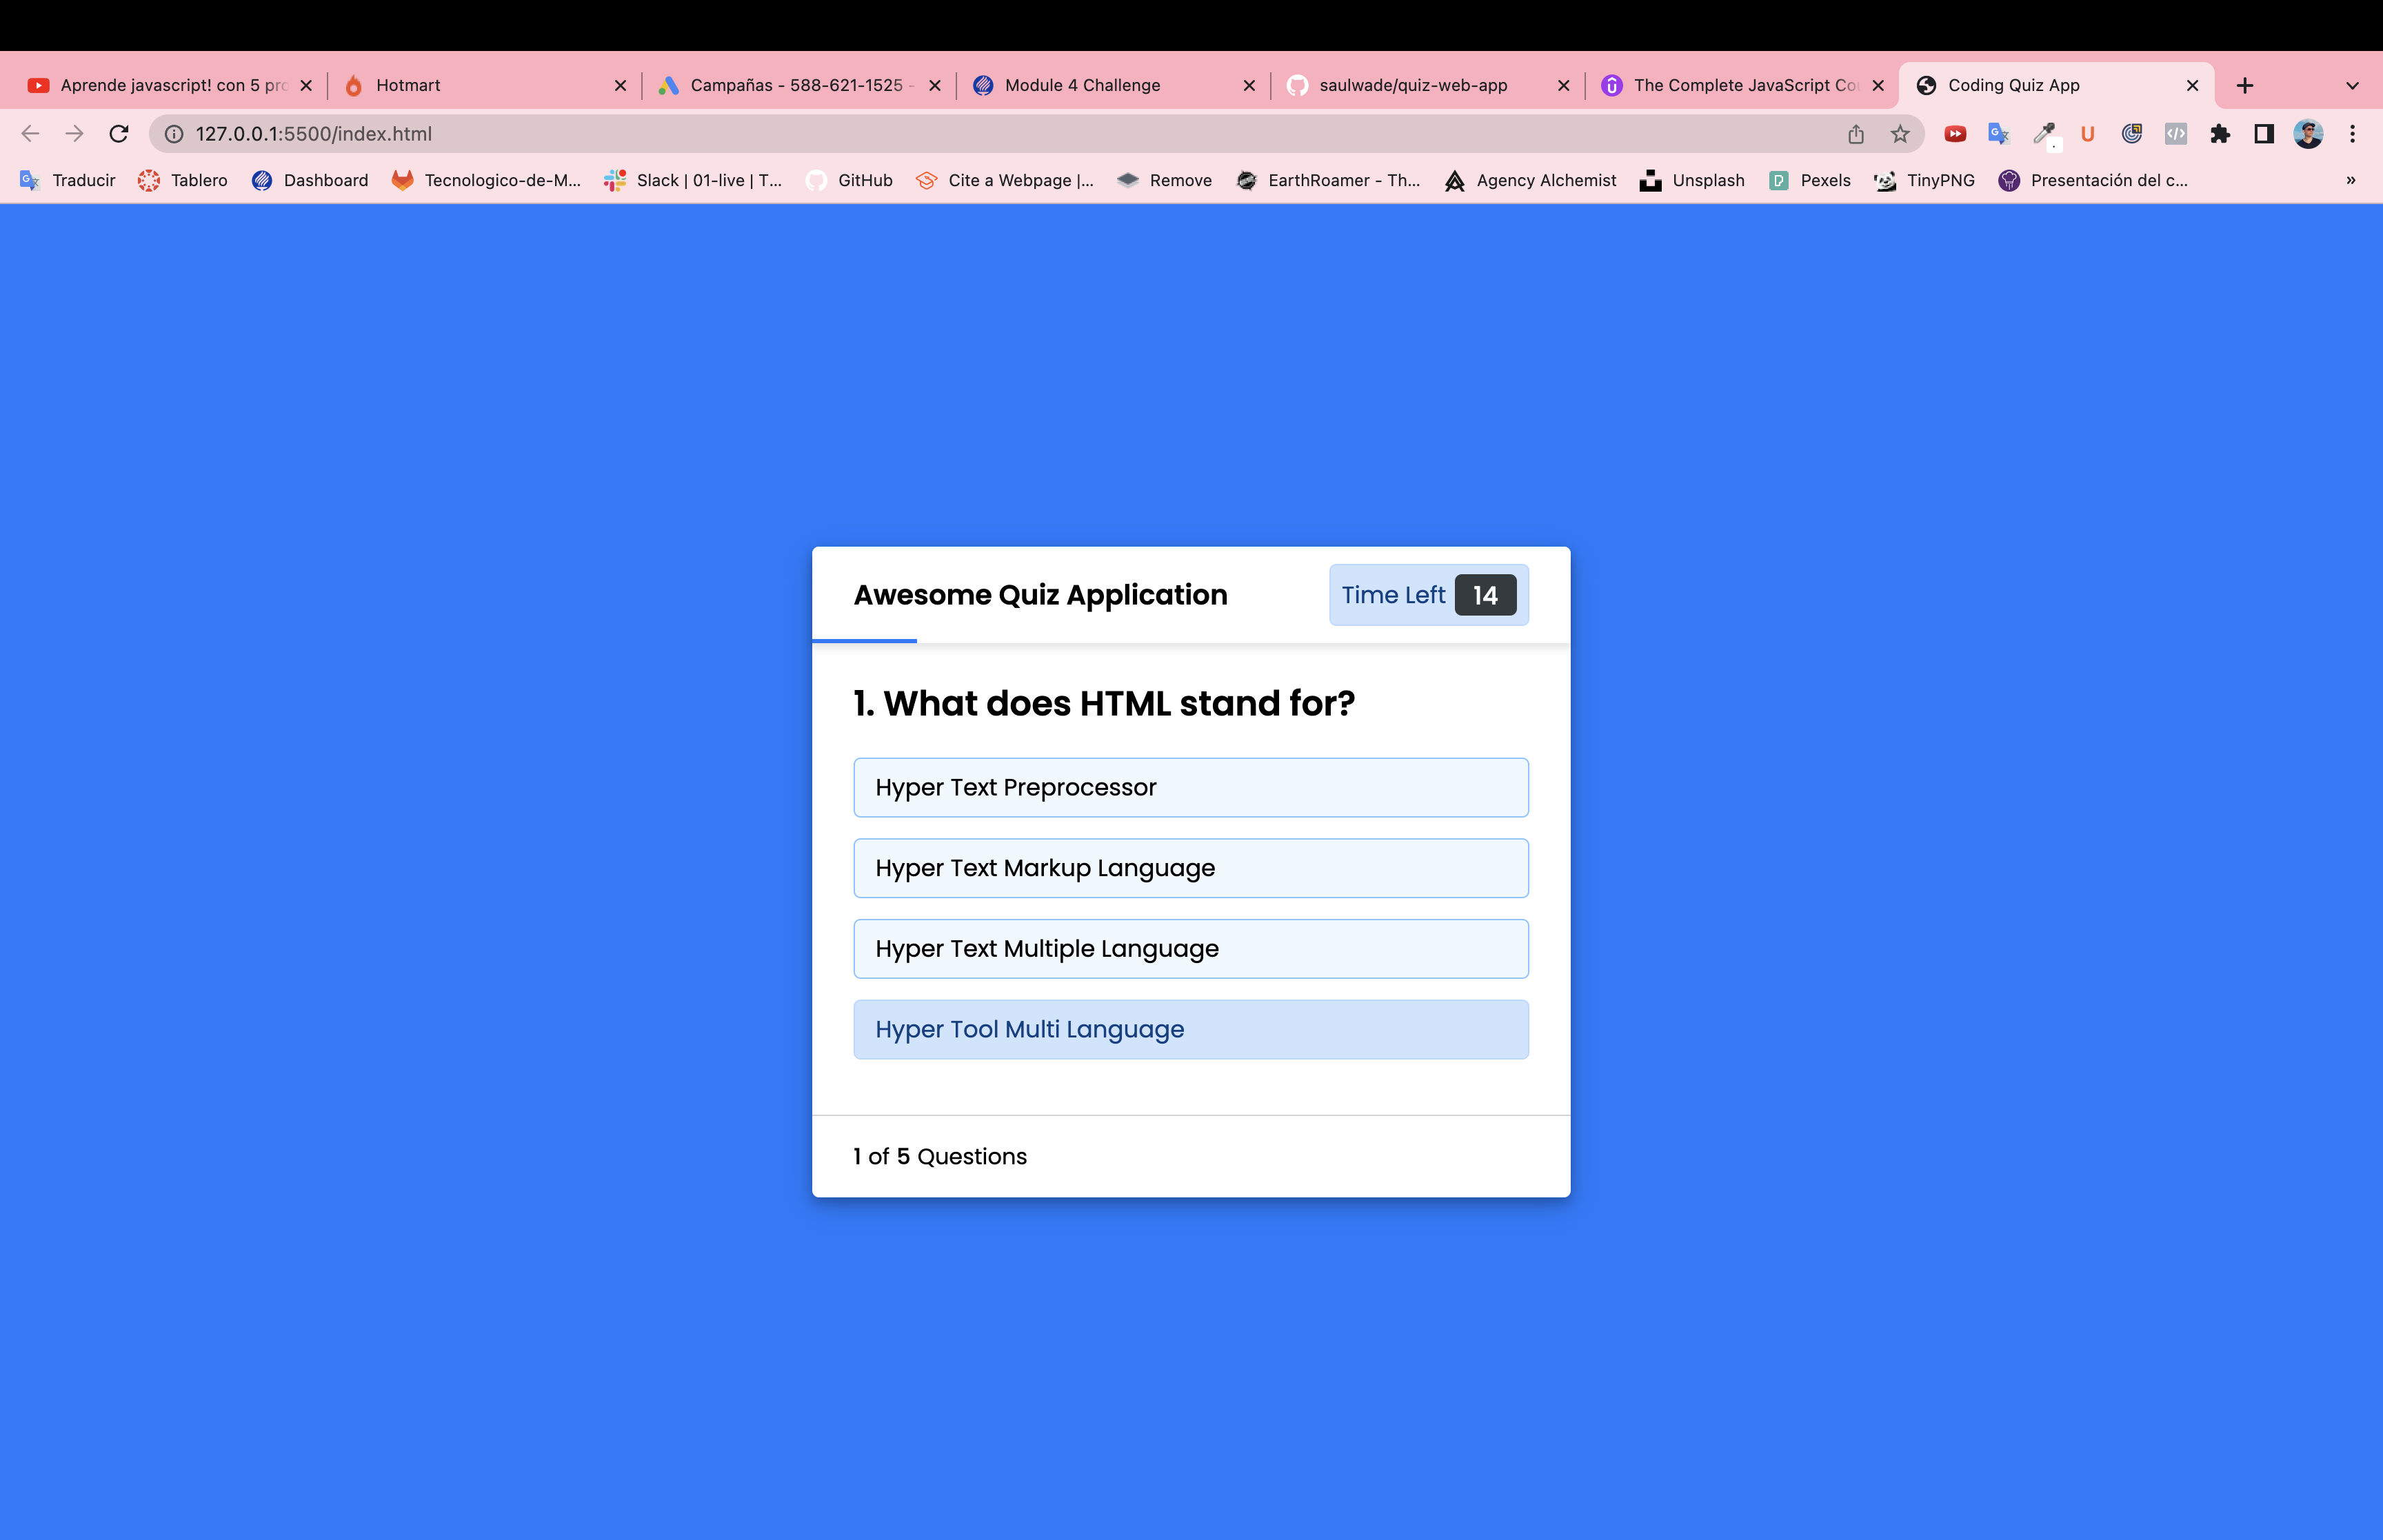 Aprende javascript! con 5 pro
Hotmart
Campañas - 588-621-1525 -
Module 4 Challenge
saulwade/quiz-web-app
The Complete JavaScript Co
Coding Quiz App
127.0.0.1:5500/index.html
Traducir
Tablero
Dashboard
Tecnologico-de-M...
Slack | 01-live | T...
GitHub
Cite a Webpage |...
Remove
EarthRoamer - Th...
Agency Alchemist
Unsplash
Pexels
TinyPNG
Presentación del c...
»
Awesome Quiz Application
Time Left 14
1. What does HTML stand for?
Hyper Text Preprocessor
Hyper Text Markup Language
Hyper Text Multiple Language
Hyper Tool Multi Language
1 of 5 Questions